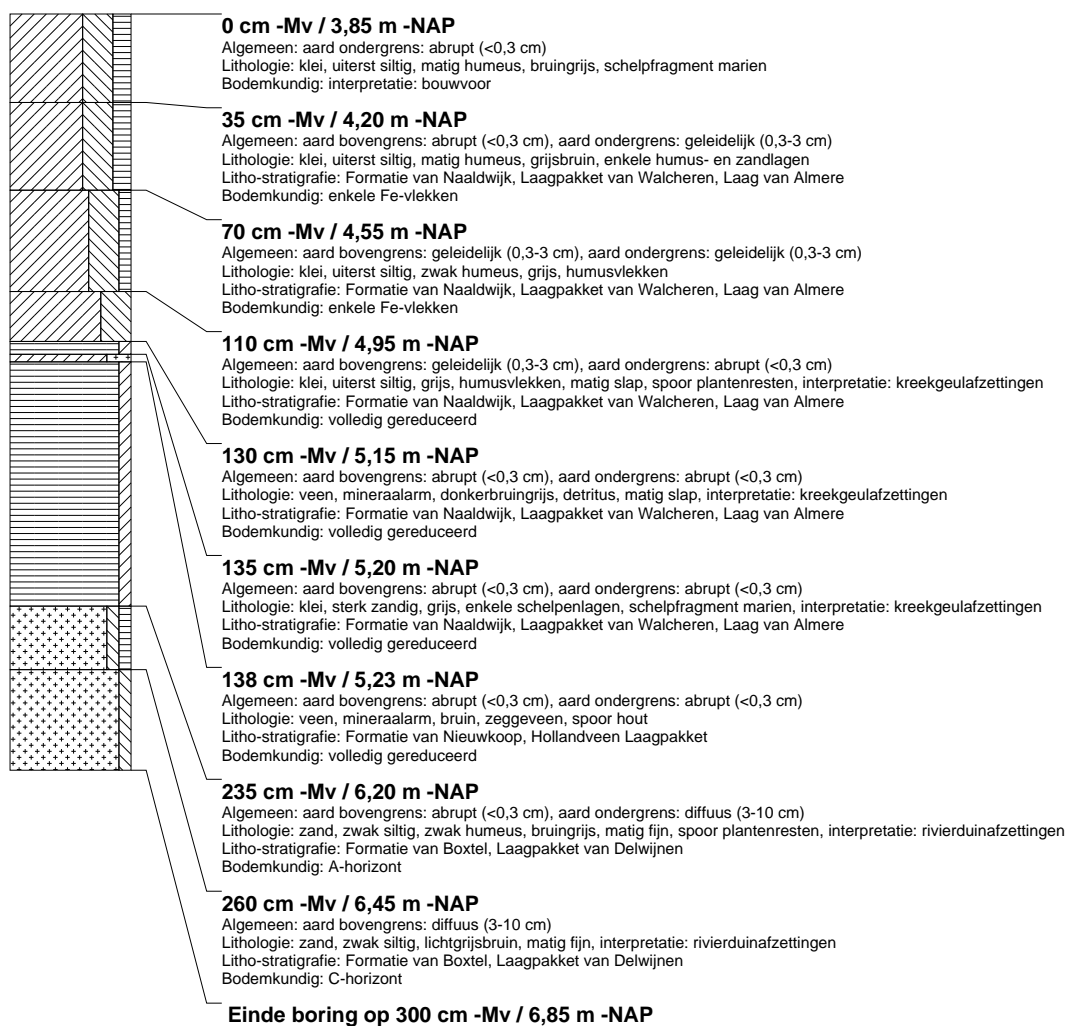 0 cm -Mv / 3,85 m -NAP
Algemeen: aard ondergrens: abrupt (<0,3 cm)
Lithologie: klei, uiterst siltig, matig humeus, bruingrijs, schelpfragment marien
Bodemkundig: interpretatie: bouwvoor
35 cm -Mv / 4,20 m -NAP
Algemeen: aard bovengrens: abrupt (<0,3 cm), aard ondergrens: geleidelijk (0,3-3 cm)
Lithologie: klei, uiterst siltig, matig humeus, grijsbruin, enkele humus- en zandlagen
Litho-stratigrafie: Formatie van Naaldwijk, Laagpakket van Walcheren, Laag van Almere
Bodemkundig: enkele Fe-vlekken
70 cm -Mv / 4,55 m -NAP
Algemeen: aard bovengrens: geleidelijk (0,3-3 cm), aard ondergrens: geleidelijk (0,3-3 cm)
Lithologie: klei, uiterst siltig, zwak humeus, grijs, humusvlekken
Litho-stratigrafie: Formatie van Naaldwijk, Laagpakket van Walcheren, Laag van Almere
Bodemkundig: enkele Fe-vlekken
110 cm -Mv / 4,95 m -NAP
Algemeen: aard bovengrens: geleidelijk (0,3-3 cm), aard ondergrens: abrupt (<0,3 cm)
Lithologie: klei, uiterst siltig, grijs, humusvlekken, matig slap, spoor plantenresten, interpretatie: kreekgeulafzettingen
Litho-stratigrafie: Formatie van Naaldwijk, Laagpakket van Walcheren, Laag van Almere
Bodemkundig: volledig gereduceerd
130 cm -Mv / 5,15 m -NAP
Algemeen: aard bovengrens: abrupt (<0,3 cm), aard ondergrens: abrupt (<0,3 cm)
Lithologie: veen, mineraalarm, donkerbruingrijs, detritus, matig slap, interpretatie: kreekgeulafzettingen
Litho-stratigrafie: Formatie van Naaldwijk, Laagpakket van Walcheren, Laag van Almere
Bodemkundig: volledig gereduceerd
135 cm -Mv / 5,20 m -NAP
Algemeen: aard bovengrens: abrupt (<0,3 cm), aard ondergrens: abrupt (<0,3 cm)
Lithologie: klei, sterk zandig, grijs, enkele schelpenlagen, schelpfragment marien, interpretatie: kreekgeulafzettingen
Litho-stratigrafie: Formatie van Naaldwijk, Laagpakket van Walcheren, Laag van Almere
Bodemkundig: volledig gereduceerd
138 cm -Mv / 5,23 m -NAP
Algemeen: aard bovengrens: abrupt (<0,3 cm), aard ondergrens: abrupt (<0,3 cm)
Lithologie: veen, mineraalarm, bruin, zeggeveen, spoor hout
Litho-stratigrafie: Formatie van Nieuwkoop, Hollandveen Laagpakket
Bodemkundig: volledig gereduceerd
235 cm -Mv / 6,20 m -NAP
Algemeen: aard bovengrens: abrupt (<0,3 cm), aard ondergrens: diffuus (3-10 cm)
Lithologie: zand, zwak siltig, zwak humeus, bruingrijs, matig fijn, spoor plantenresten, interpretatie: rivierduinafzettingen
Litho-stratigrafie: Formatie van Boxtel, Laagpakket van Delwijnen
Bodemkundig: A-horizont
260 cm -Mv / 6,45 m -NAP
Algemeen: aard bovengrens: diffuus (3-10 cm)
Lithologie: zand, zwak siltig, lichtgrijsbruin, matig fijn, interpretatie: rivierduinafzettingen
Litho-stratigrafie: Formatie van Boxtel, Laagpakket van Delwijnen
Bodemkundig: C-horizont
Einde boring op 300 cm -Mv / 6,85 m -NAP